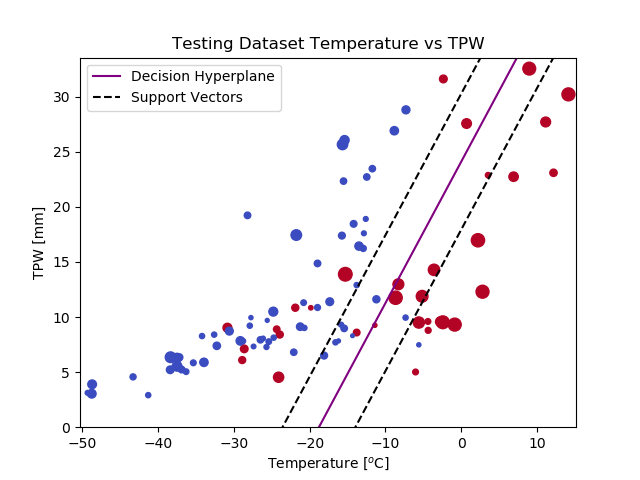 Testing Dataset Temperature vs TPW
Decision Hyperplane
Support Vectors
TPW [mm]
30
25
20
15
10
5
0
−50 −40 −30 −20 −10 0 10
Temperature [°C]